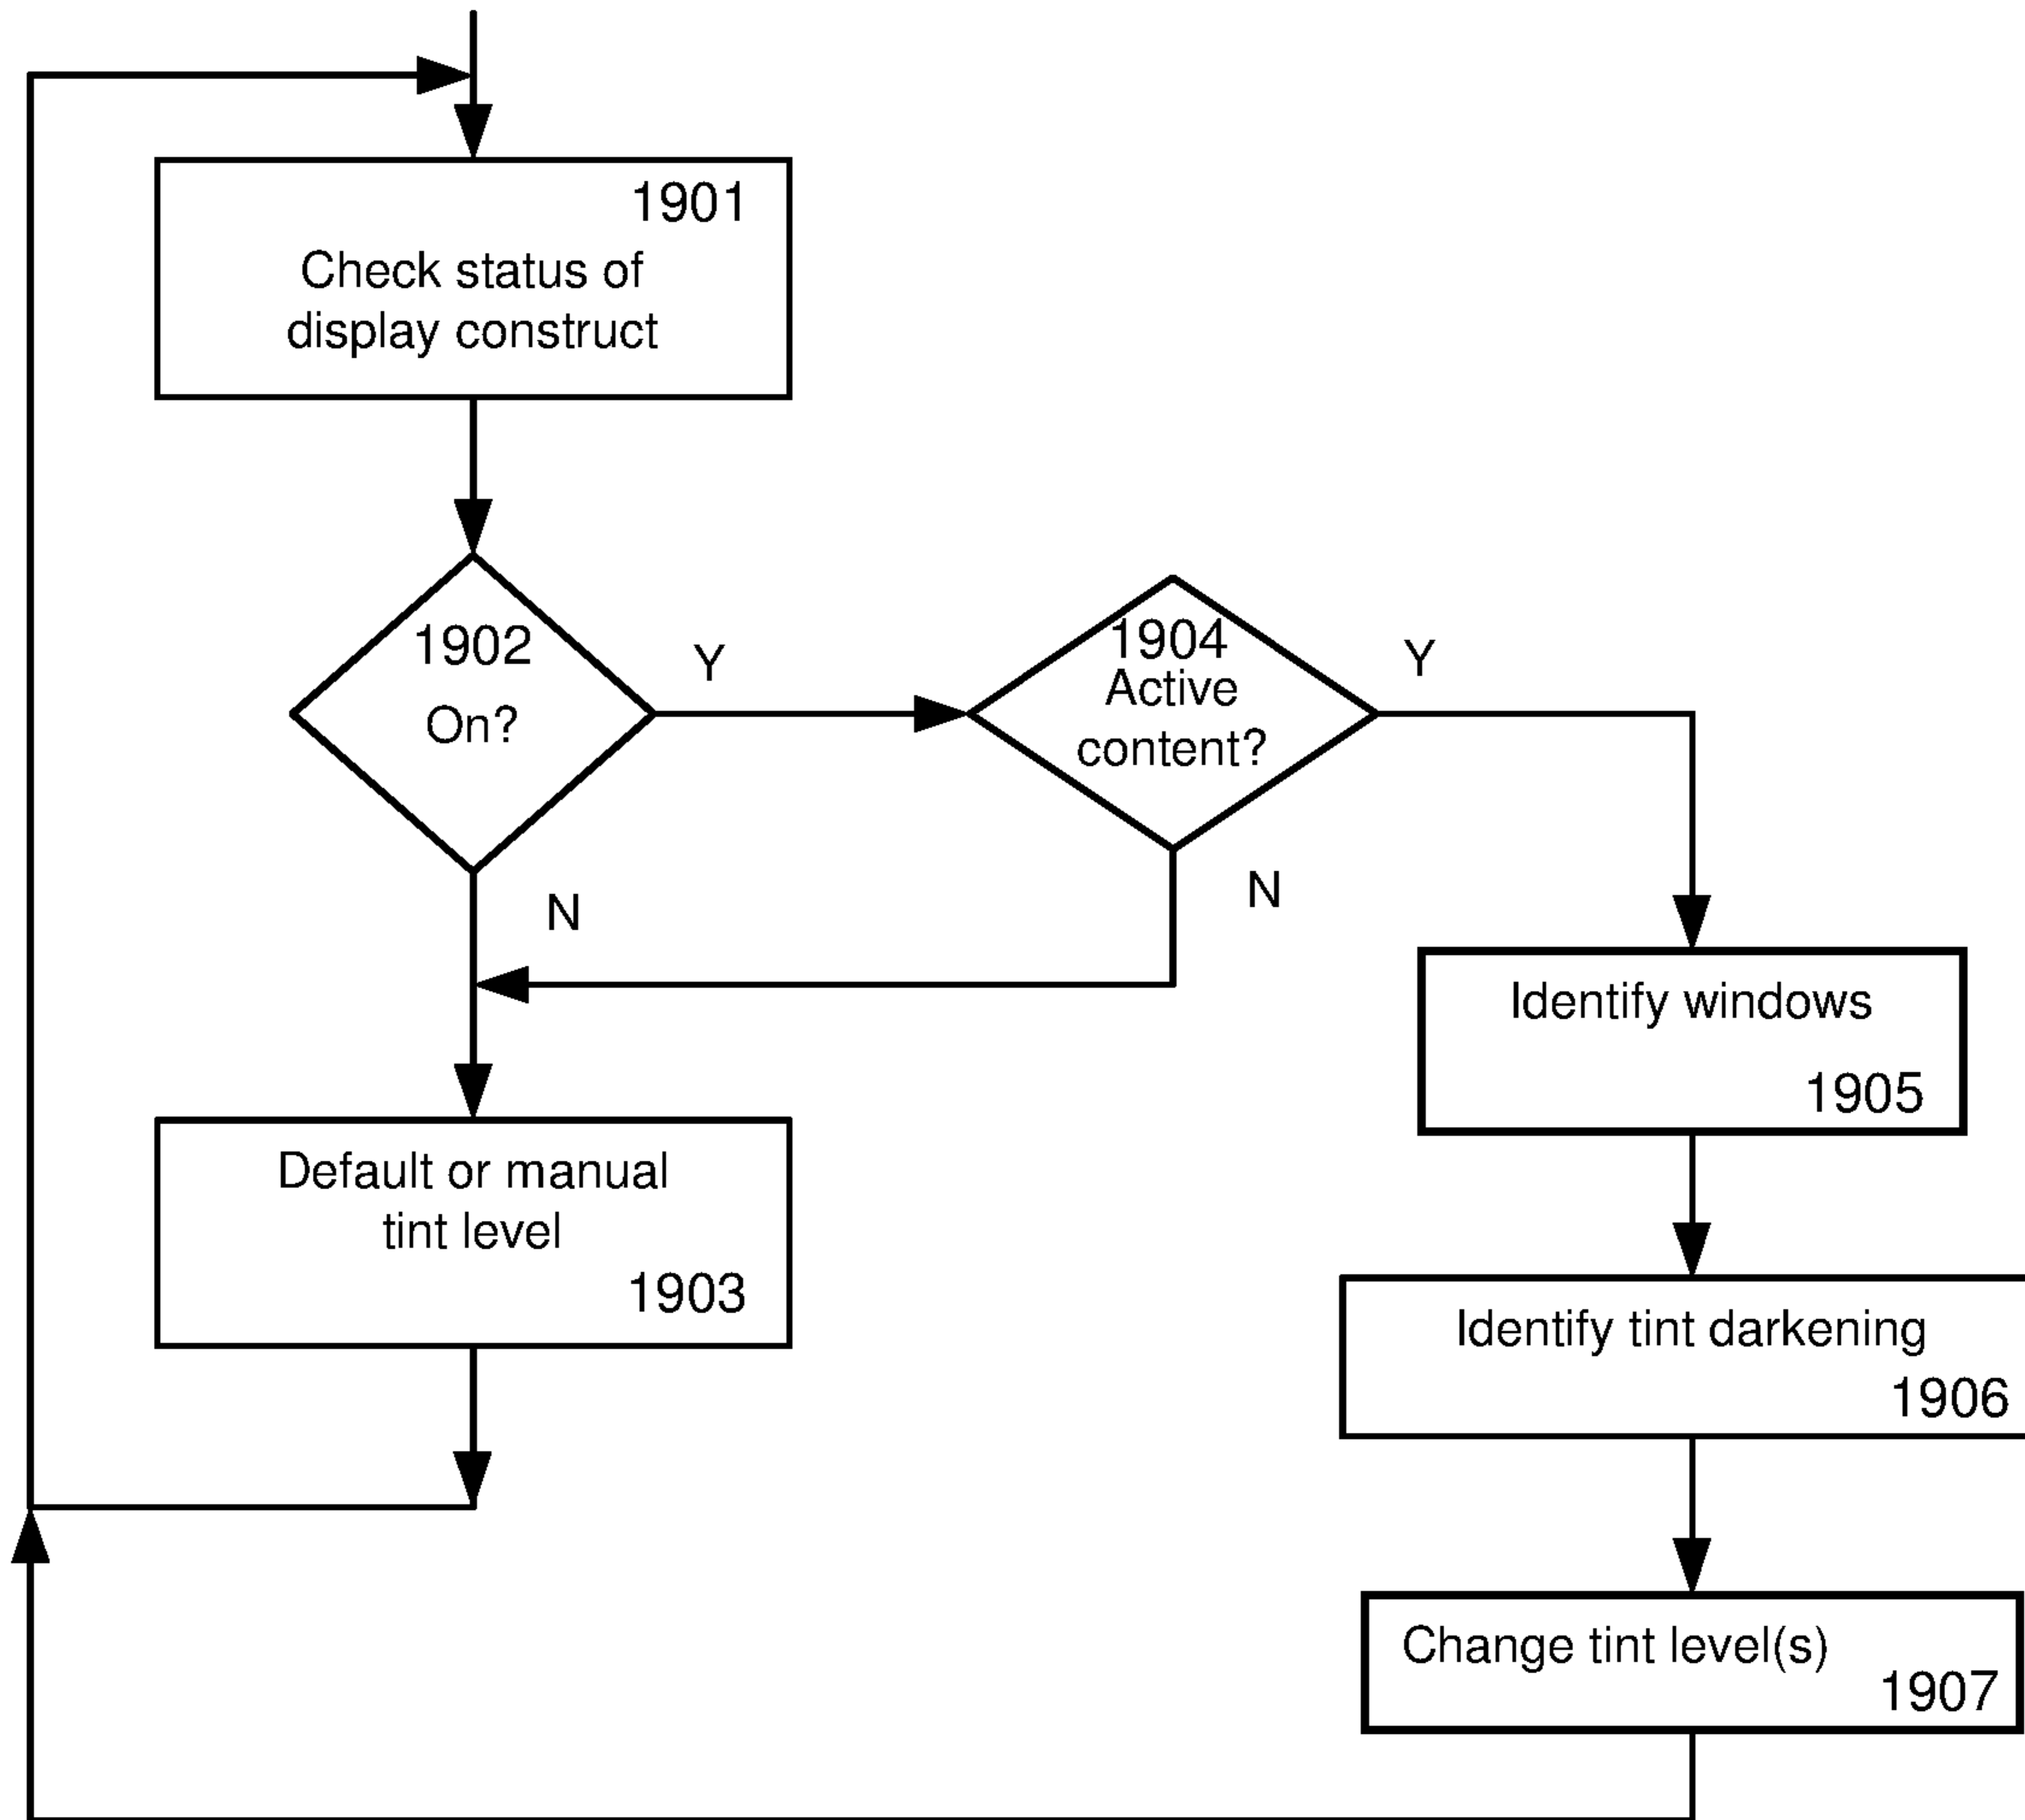 1901
Check status of
display construct
1902
On?
Y
1904
Active
content?
Y
N
N
Default or manual
tint level
1903
Identify windows
1905
Identify tint darkening
1906
Change tint level(s)
1907